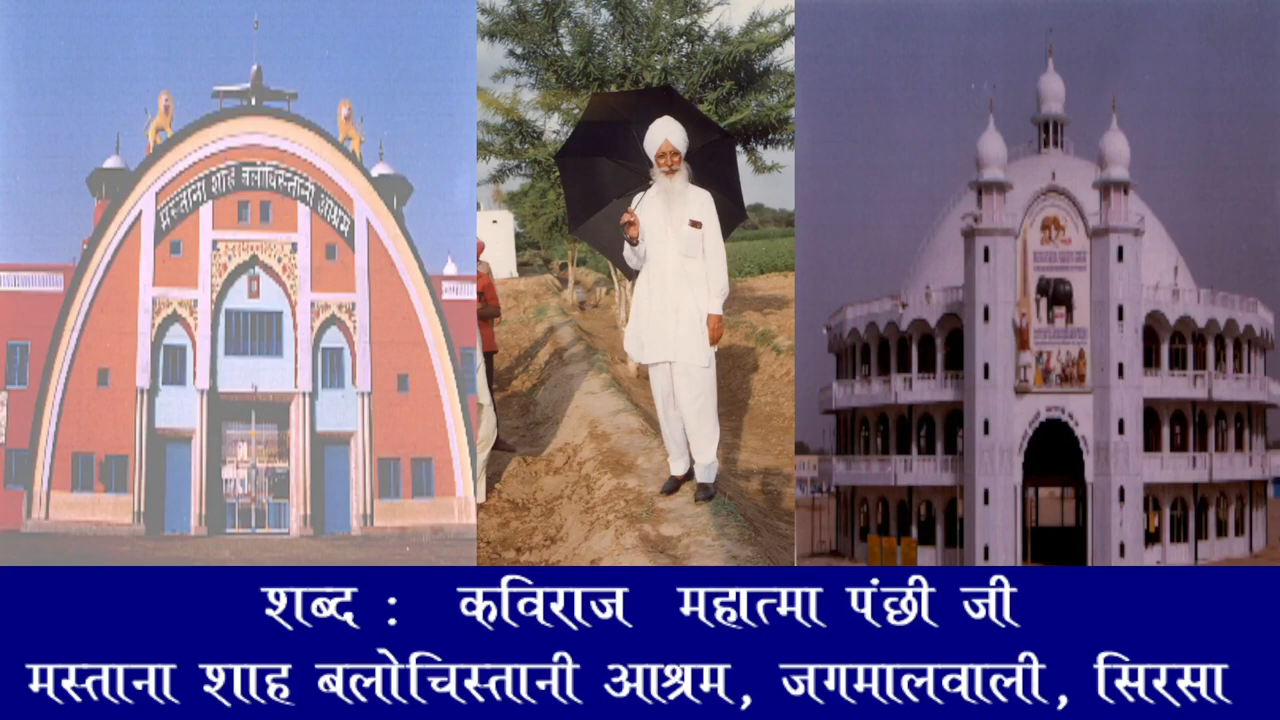 मस्ताना शाह बलोचिस्तानी आश्रम
शब्द : कविराज महात्मा पंछी जी
मस्ताना शाह बलोचिस्तानी आश्रम, जगमालवाली, सिरसा